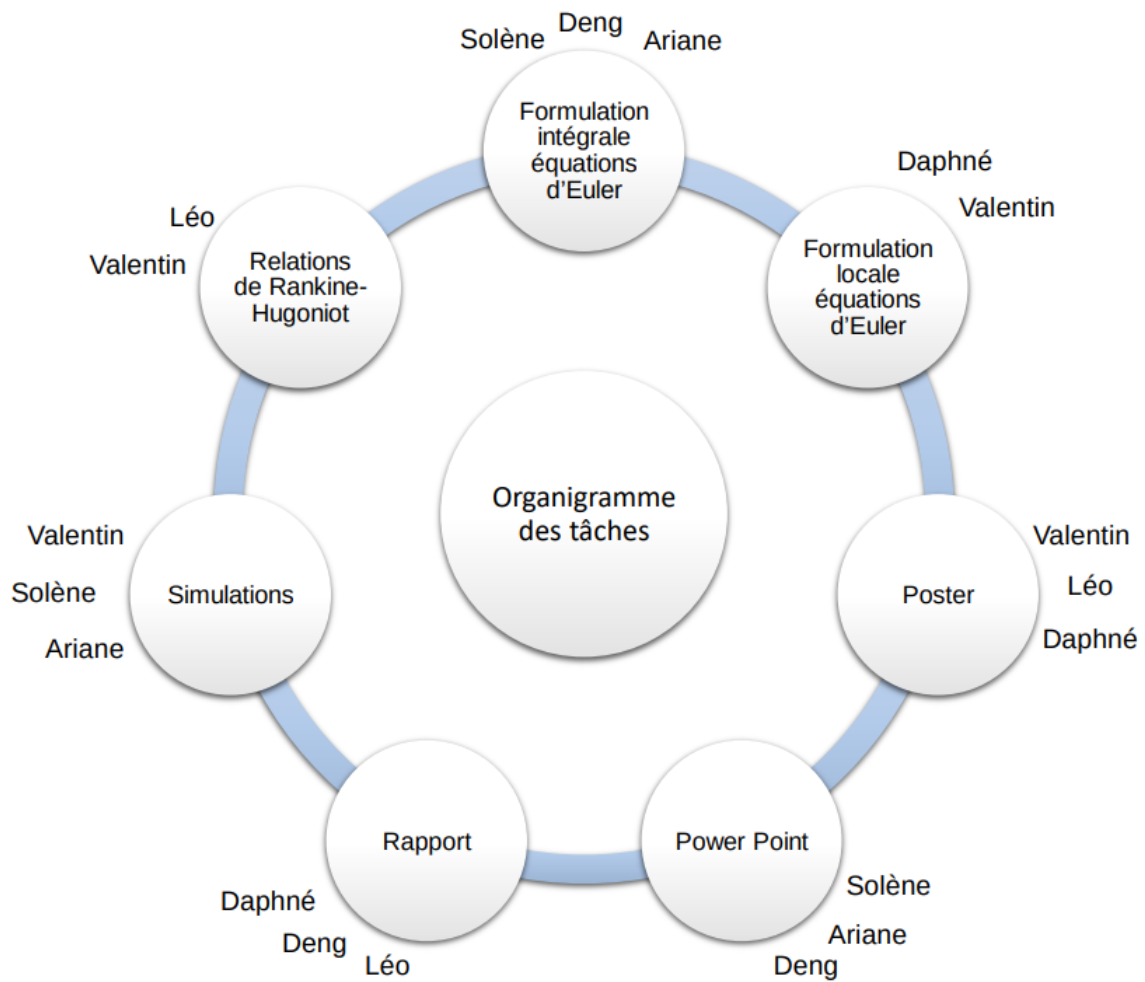 Solène
Deng
Ariane
Formulation
intégrale
équations
d’Euler
Daphné
Valentin
Formulation
locale
équations
d’Euler
Valentin
Léo
Daphné
Poster
Solène
Ariane
Deng
Power Point
Daphné
Deng
Léo
Rapport
Valentin
Solène
Ariane
Simulations
Léo
Valentin
Relations
de Rankine-
Hugoniot
Organigramme
des tâches